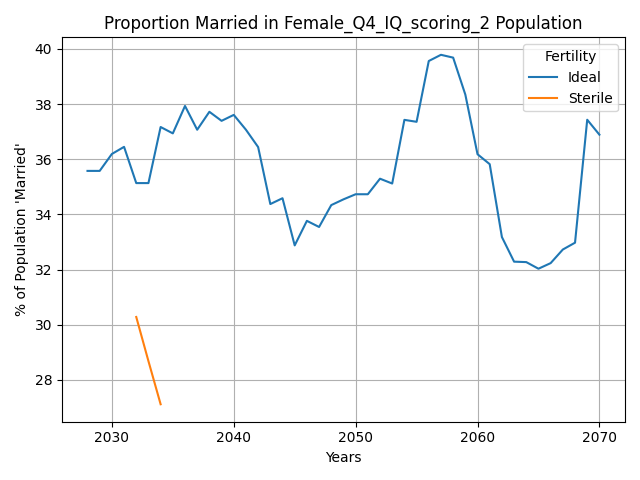 Proportion Married in Female_Q4_IQ_scoring_2 Population
Fertility
Ideal
Sterile
% of Population 'Married'
40
38
36
34
32
30
28
2030
2040
2050
2060
2070
Years